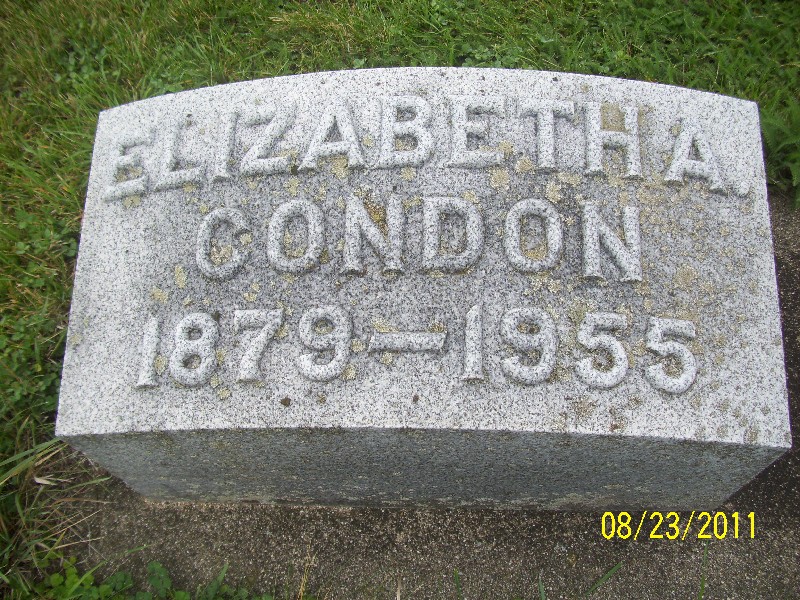 ELIZABETH A.
CONDON
1879—1955
08/23/2011